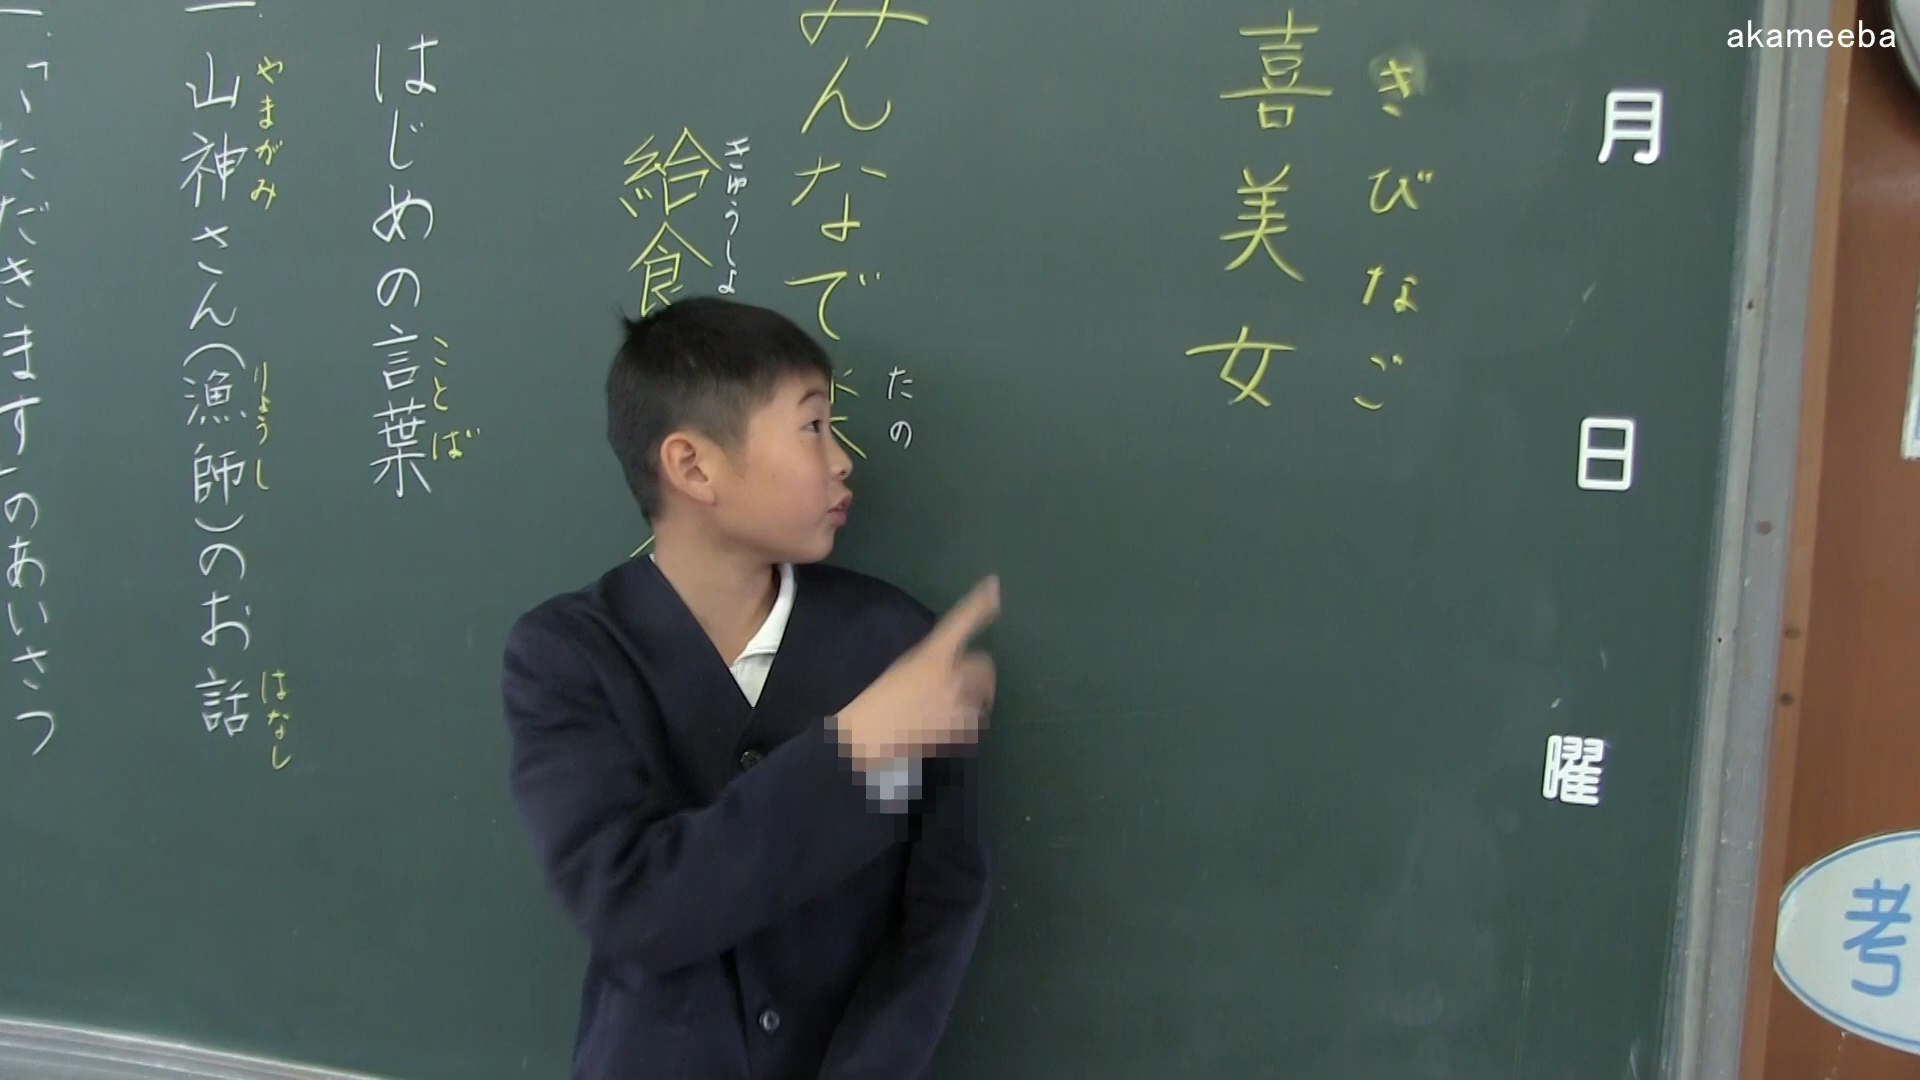 akameeba
月
日
曜
きびなご
喜美女
たの
みんなで
きゅうしょ
給食
はじめの言葉
ことば
一、山神さん(漁師)のお話
やまがみ
りょうし
はなし
ただきます」のあいさつ
考